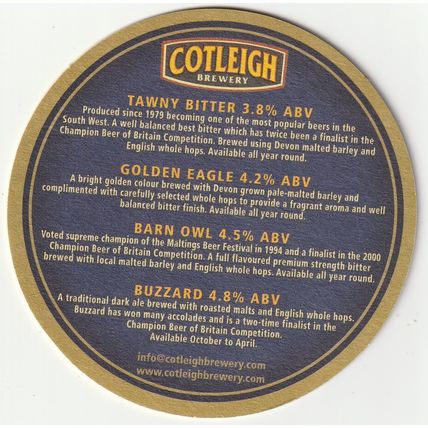 COTLEIGH
BREWERY
TAWNY BITTER 3.8% ABV
Produced since 1979 becoming one of the most popular beers in the
South West. A well balanced best bitter which has twice been a finalist in the
Champion Beer of Britain Competition. Brewed using Devon malted barley and
English whole hops. Available all year round.
GOLDEN EAGLE 4.2% ABV
A bright golden colour brewed with Devon grown pale-malted barley and
complimented with carefully selected whole hops to provide a fragrant aroma and well
balanced bitter finish. Available all year round.
BARN OWL 4.5% ABV
Voted supreme champion of the Maltings Beer Festival in 1994 and a finalist in the 2000
Champion Beer of Britain Competition. A full flavoured premium strength bitter
brewed with local malted barley and English whole hops. Available all year round.
BUZZARD 4.8% ABV
A traditional dark ale brewed with roasted malts and English whole hops.
Buzzard has won many accolades and is a two-time finalist in the
Champion Beer of Britain Competition.
Available October to April.
info@cotleighbrewery.com
www.cotleighbrewery.com